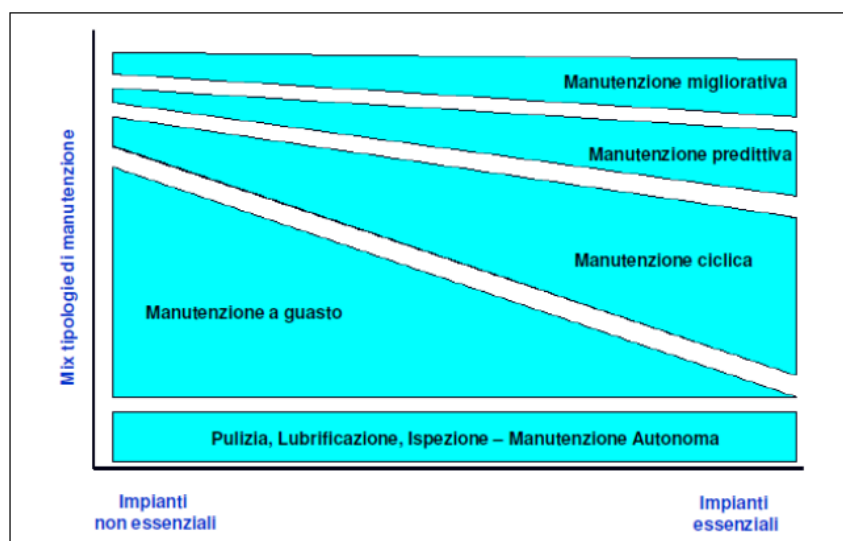 Mix tipologie di manutenzione
Manutenzione migliorativa
Manutenzione predittiva
Manutenzione ciclica
Manutenzione a guasto
Pulizia, Lubrificazione, Ispezione – Manutenzione Autonoma
Impianti
non essenziali
Impianti
essenziali